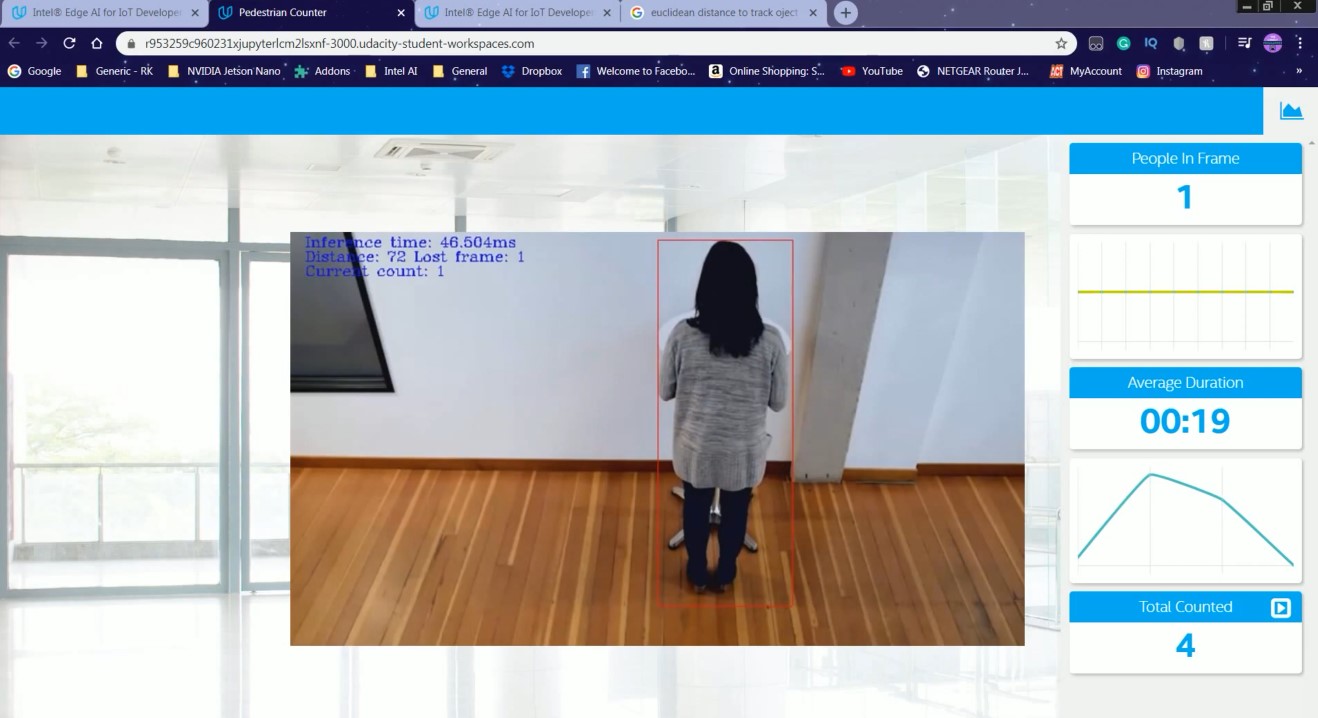 Intel® Edge AI for IoT Develope
Pedestrian Counter
Intel® Edge AI for IoT Develope
euclidean distance to track oject
r953259c960231xjupyterlcm2lsxnf-3000.udacity-student-workspaces.com
IQ
Google
Generic - RK
NVIDIA Jetson Nano
Addons
Intel AI
General
Dropbox
Welcome to Facebo...
Online Shopping: S...
YouTube
NETGEAR Router J...
MyAccount
Instagram
»
People In Frame
1
Inference time: 46.504ms
Distance: 72 Lost frame: 1
Current count: 1
Average Duration
00:19
Total Counted
4